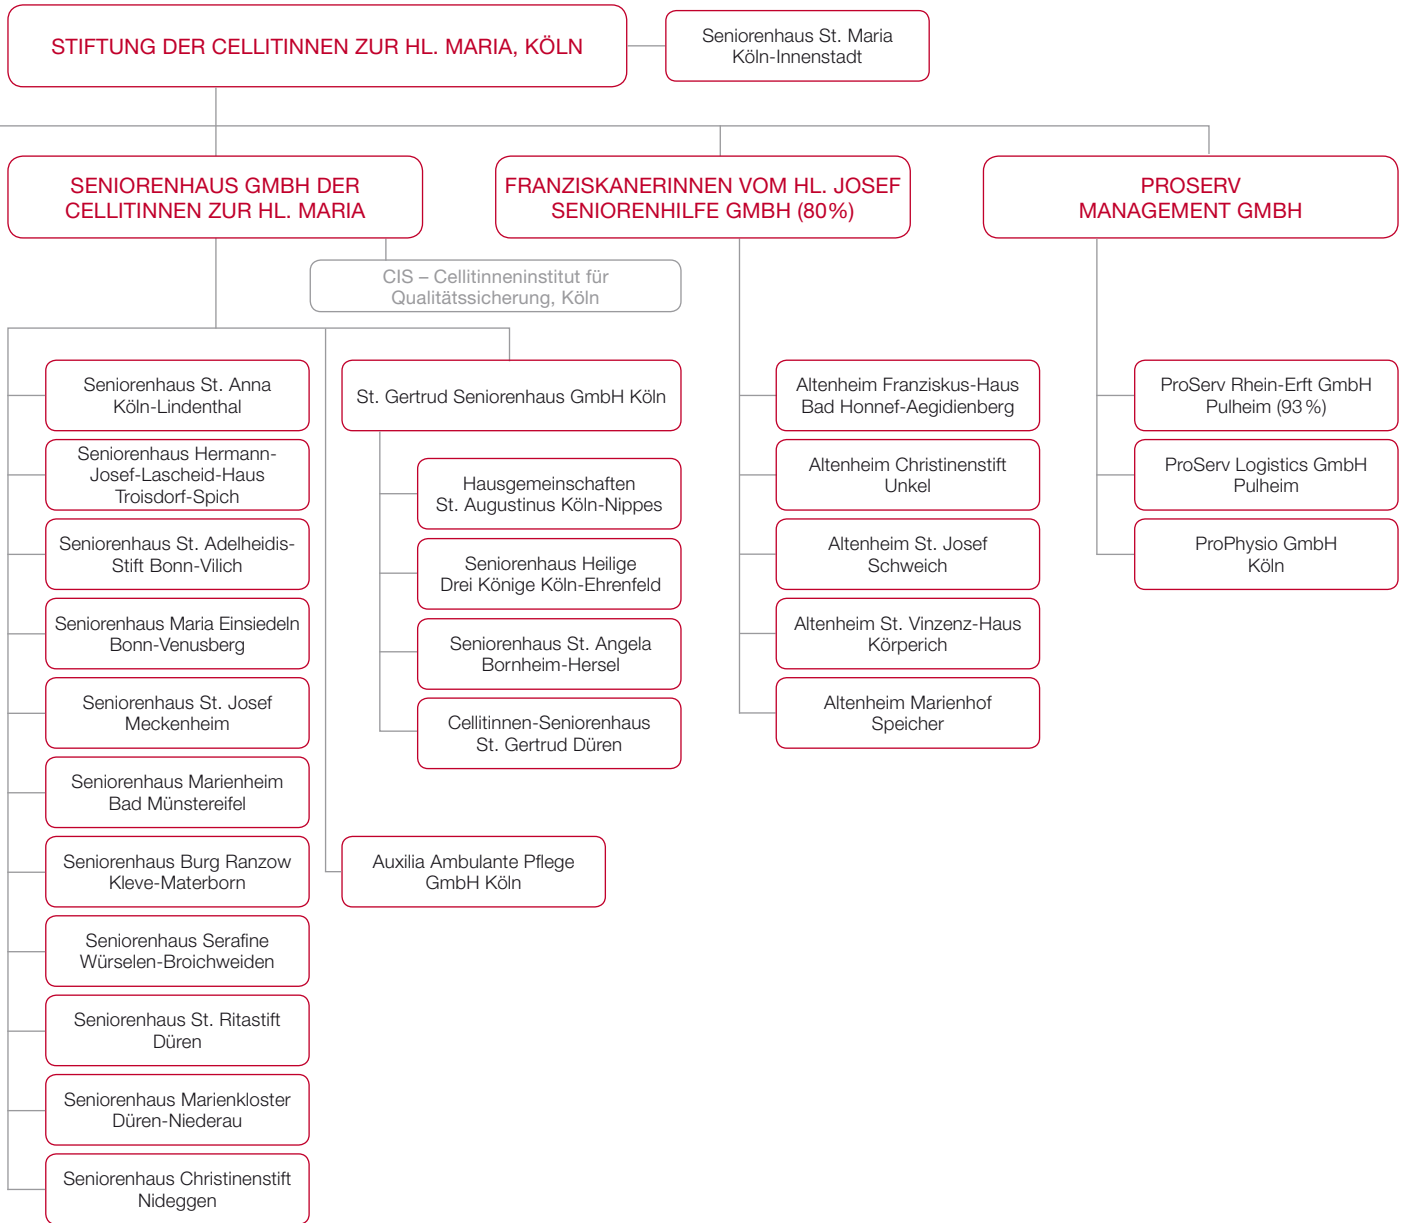 STIFTUNG DER CELLITINNEN ZUR HL. MARIA, KÖLN
Seniorenhaus St. Maria
Köln-Innenstadt
SENIORENHAUS GMBH DER
CELLITINNEN ZUR HL. MARIA
FRANZISKANERINNEN VOM HL. JOSEF
SENIORENHILFE GMBH (80%)
PROSERV
MANAGEMENT GMBH
CIS – Cellitinneninstitut für
Qualitätssicherung, Köln
Seniorenhaus St. Anna
Köln-Lindenthal
Seniorenhaus Hermann-
Josef-Lascheid-Haus
Troisdorf-Spich
Seniorenhaus St. Adelheidis-
Stift Bonn-Vilich
Seniorenhaus Maria Einsiedeln
Bonn-Venusberg
Seniorenhaus St. Josef
Meckenheim
Seniorenhaus Marienheim
Bad Münstereifel
Seniorenhaus Burg Ranzow
Kleve-Materborn
Seniorenhaus Serafine
Würselen-Broichweiden
Seniorenhaus St. Ritastift
Düren
Seniorenhaus Marienkloster
Düren-Niederau
Seniorenhaus Christinenstift
Nideggen
St. Gertrud Seniorenhaus GmbH Köln
Hausgemeinschaften
St. Augustinus Köln-Nippes
Seniorenhaus Heilige
Drei Könige Köln-Ehrenfeld
Seniorenhaus St. Angela
Bornheim-Hersel
Cellitinnen-Seniorenhaus
St. Gertrud Düren
Auxilia Ambulante Pflege
GmbH Köln
Altenheim Franziskus-Haus
Bad Honnef-Aegidienberg
Altenheim Christinenstift
Unkel
Altenheim St. Josef
Schweich
Altenheim St. Vinzenz-Haus
Körperich
Altenheim Marienhof
Speicher
ProServ Rhein-Erft GmbH
Pulheim (93 %)
ProServ Logistics GmbH
Pulheim
ProPhysio GmbH
Köln